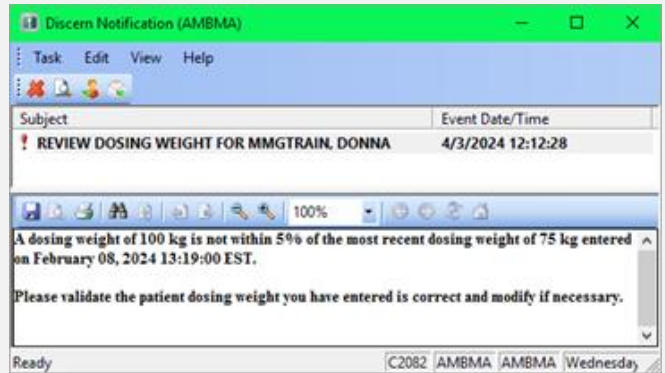 Discern Notification (AMBMA)
Task Edit View Help
Subject Event Date/Time
! REVIEW DOSING WEIGHT FOR MMGTRAIN, DONNA 4/3/2024 12:12:28
100%
A dosing weight of 100 kg is not within 5% of the most recent dosing weight of 75 kg entered
on February 08, 2024 13:19:00 EST.
Please validate the patient dosing weight you have entered is correct and modify if necessary.
Ready C2082 AMBMA AMBMA Wednesday